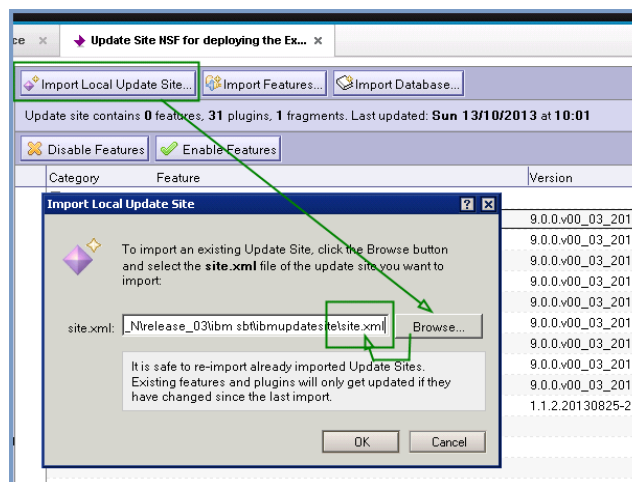 ce × Update Site NSF for deploying the Ex... ×
Import Local Update Site... Import Features... Import Database...
Update site contains 0 features, 31 plugins, 1 fragments. Last updated: Sun 13/10/2013 at 10:01
Disable Features Enable Features
Category Feature Version
Import Local Update Site
9.0.0.v00_03_201
To import an existing Update Site, click the Browse button
9.0.0.v00_03_201
and select the site.xml file of the update site you want to
9.0.0.v00_03_201
import:
9.0.0.v00_03_201
9.0.0.v00_03_201
site.xml: _N\release_03\ibm sbt\ibmupdatesite\site.xml Browse...
9.0.0.v00_03_201
9.0.0.v00_03_201
It is safe to re-import already imported Update Sites.
9.0.0.v00_03_201
Existing features and plugins will only get updated if they
9.0.0.v00_03_201
have changed since the last import.
1.1.2.20130825-2
OK Cancel